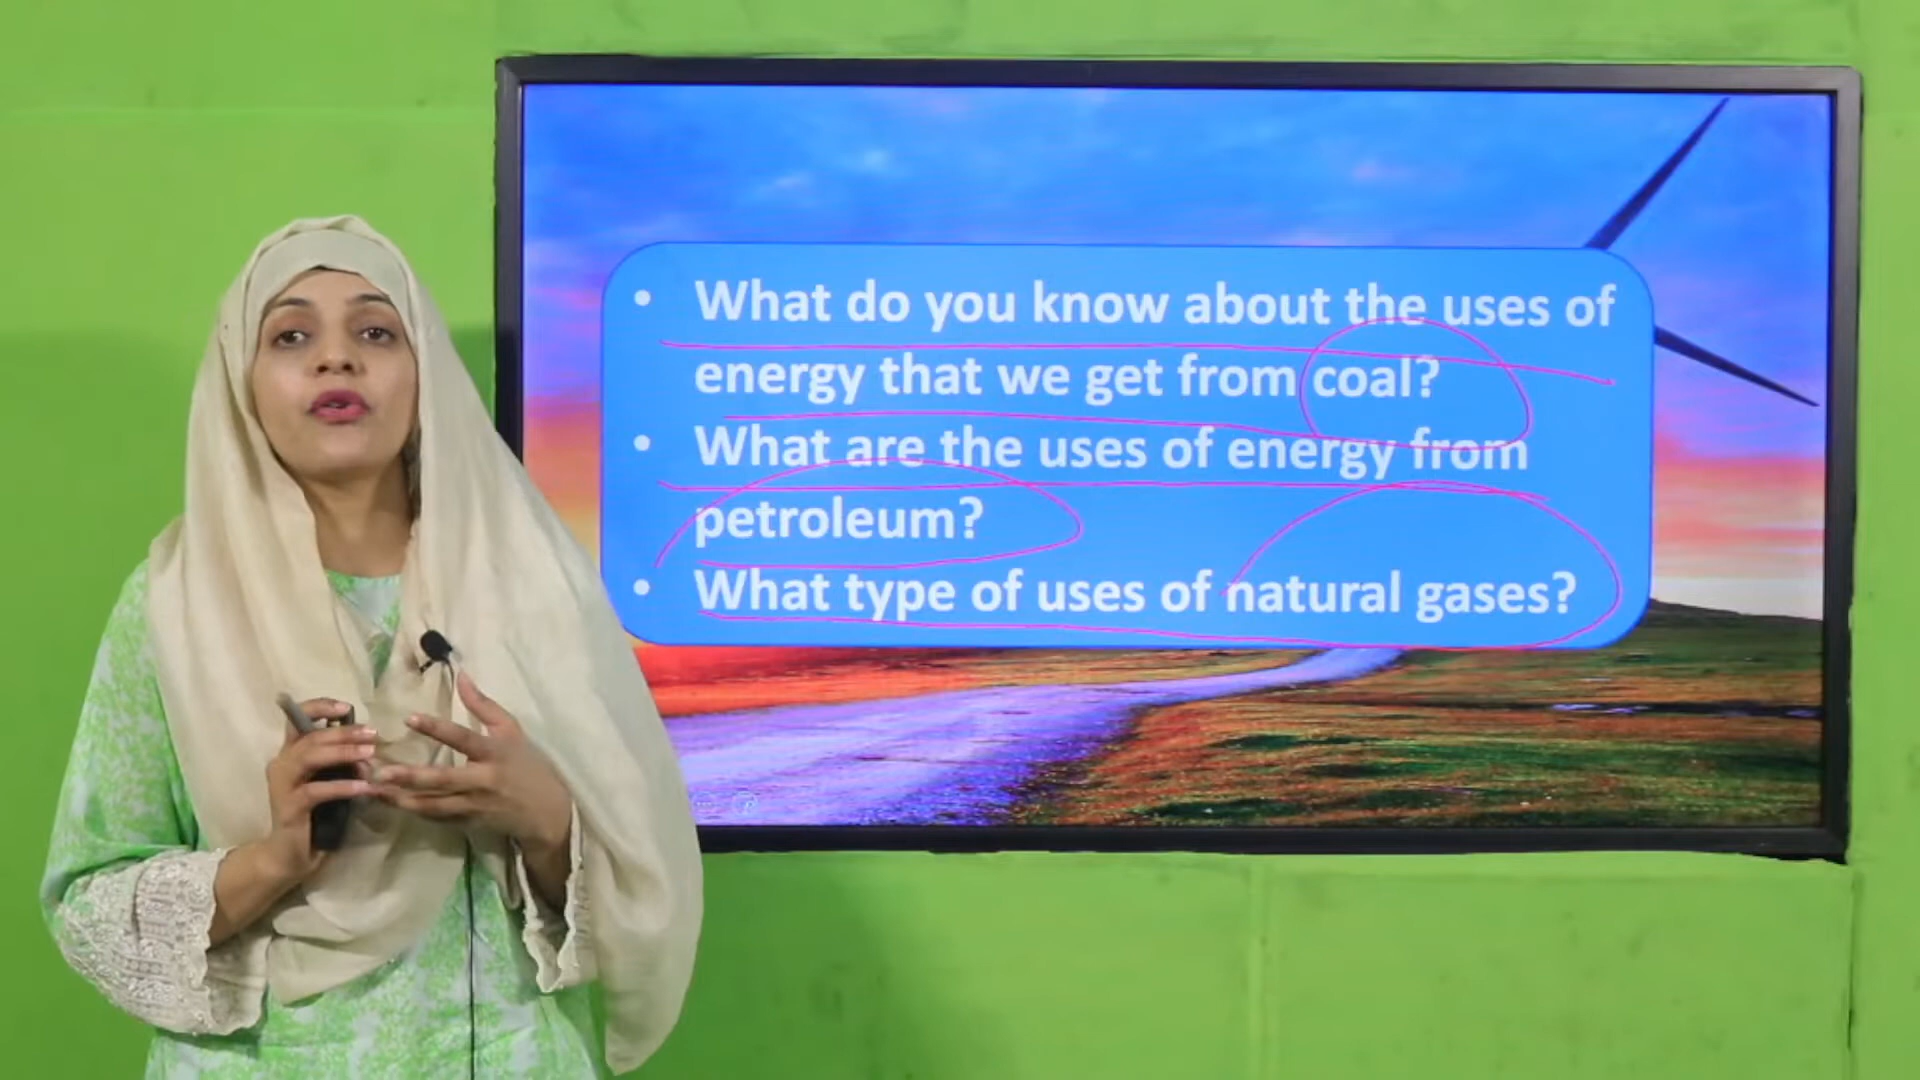 • What do you know about the uses of
energy that we get from coal?
• What are the uses of energy from
petroleum?
• What type of uses of natural gases?